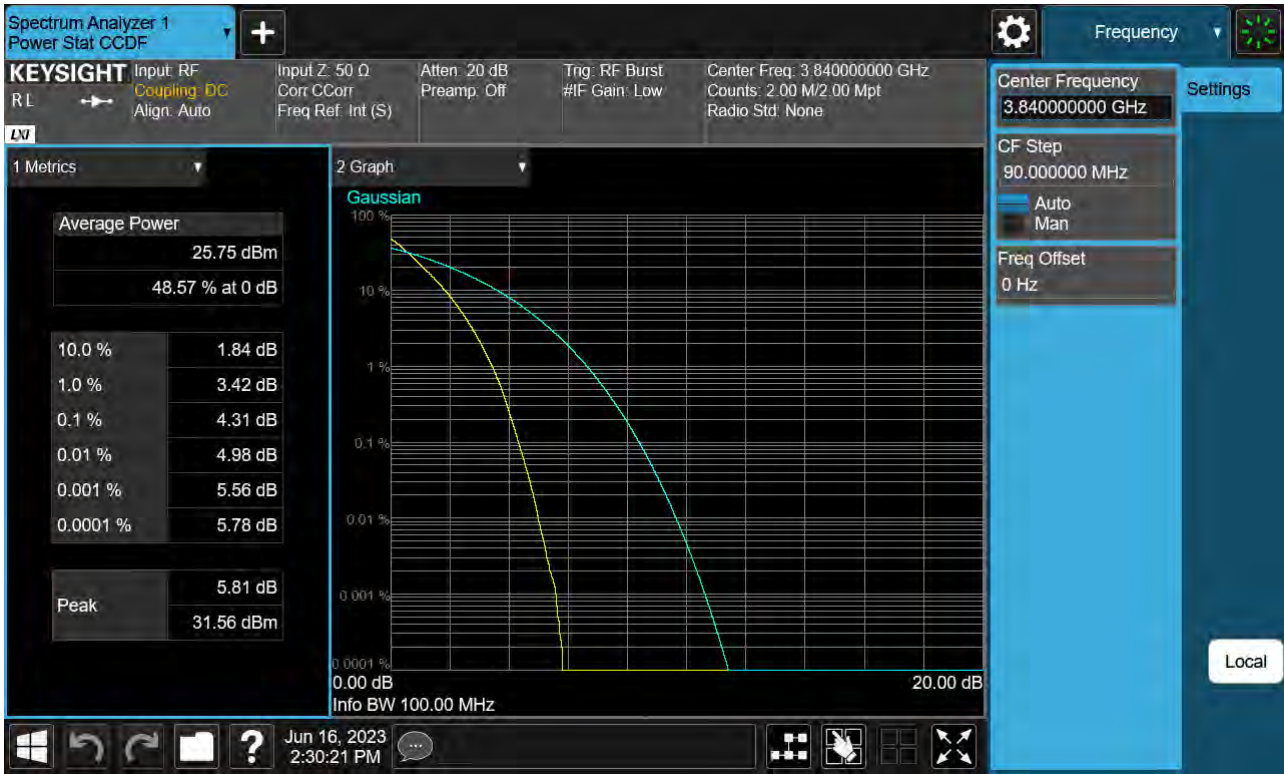 Spectrum Analyzer 1
Power Stat CCDF
+
Frequency
KEYSIGHT
RL
LXI
Input: RF
Coupling: DC
Align: Auto
Input Z: 50 Ω
Corr CCorr
Freq Ref: Int (S)
Atten: 20 dB
Preamp: Off
Trig: RF Burst
#IF Gain: Low
Center Freq: 3.840000000 GHz
Counts: 2.00 M/2.00 Mpt
Radio Std: None
Center Frequency
3.840000000 GHz
Settings
CF Step
90.000000 MHz
Auto
Man
Freq Offset
0 Hz
1 Metrics
Average Power
25.75 dBm
48.57 % at 0 dB
10.0 % 1.84 dB
1.0 % 3.42 dB
0.1 % 4.31 dB
0.01 % 4.98 dB
0.001 % 5.56 dB
0.0001 % 5.78 dB
Peak
5.81 dB
31.56 dBm
2 Graph
Gaussian
100 %
10 %
1 %
0.1 %
0.01 %
0.001 %
0.0001 %
0.00 dB
20.00 dB
Info BW 100.00 MHz
Local
?
Jun 16, 2023
2:30:21 PM